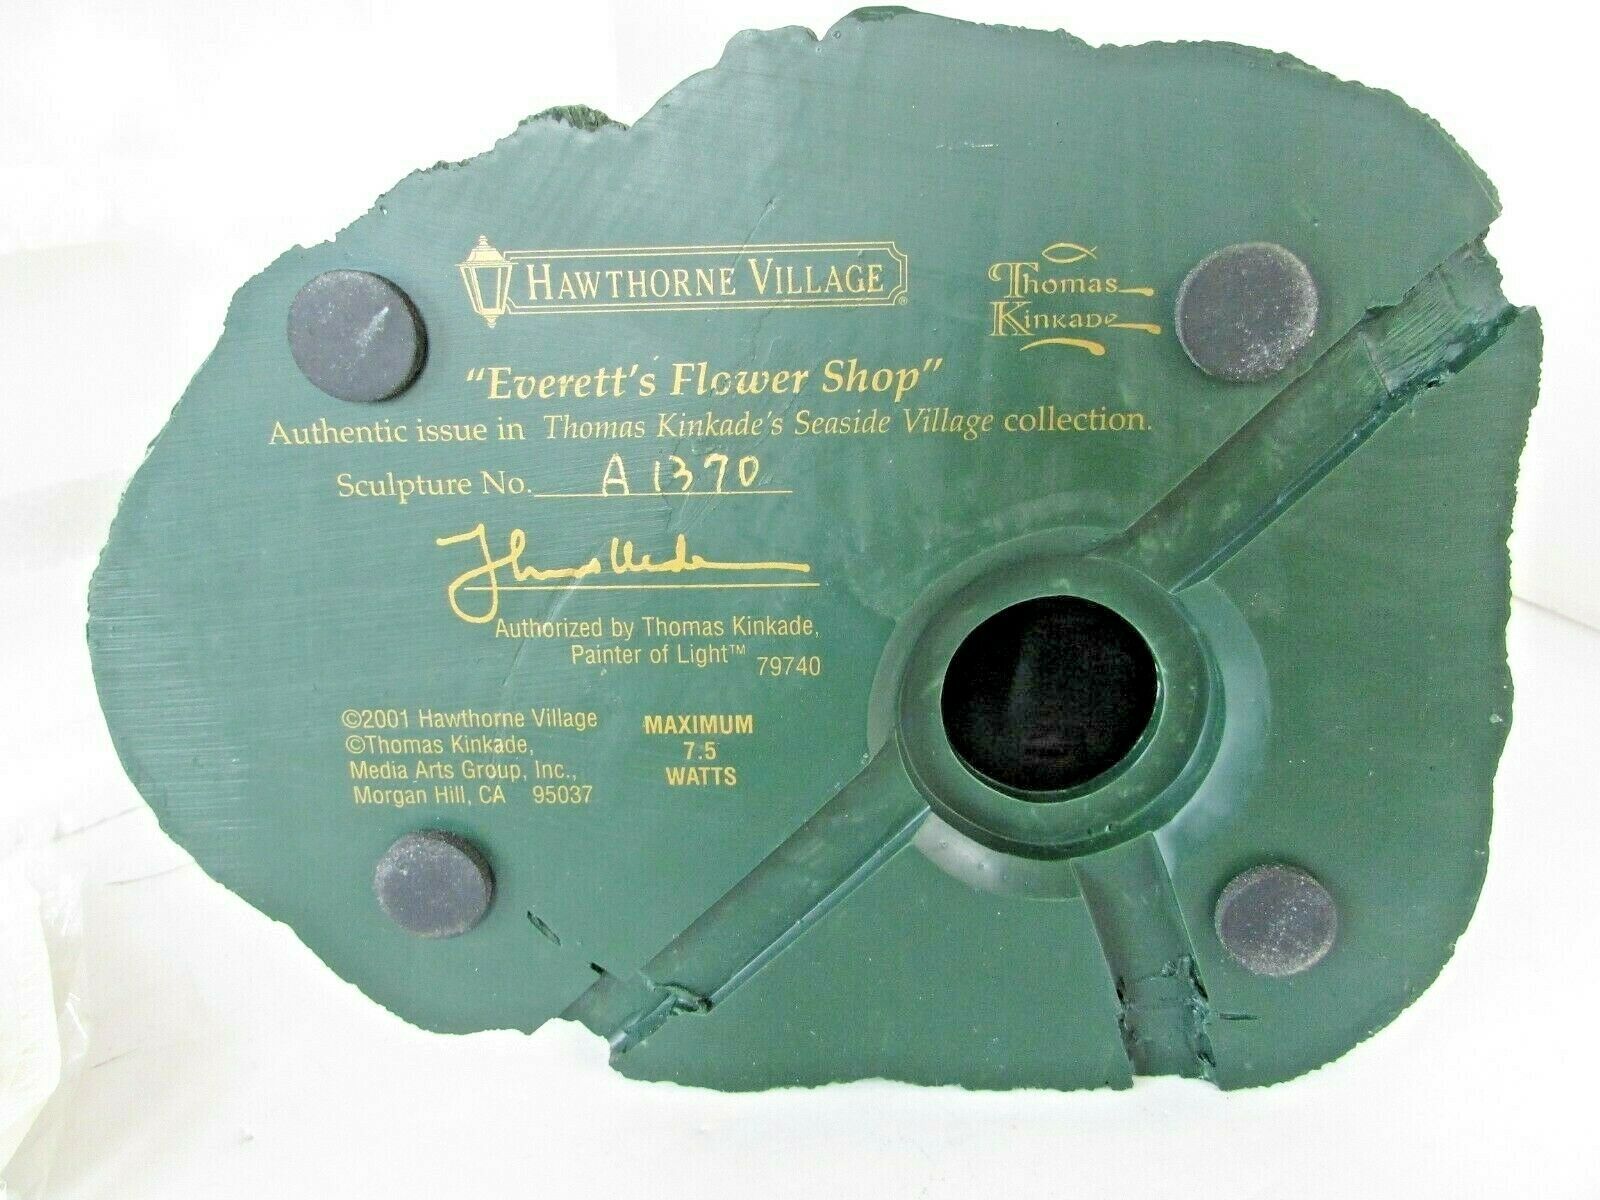 HAWTHORNE VILLAGE ®
Thomas
Kinkade
"Everett's Flower Shop"
Authentic issue in Thomas Kinkade's Seaside Village collection.
Sculpture No. A1370
Thomas Kinkade
Authorized by Thomas Kinkade,
Painter of Light™ 79740
©2001 Hawthorne Village
©Thomas Kinkade,
Media Arts Group, Inc.,
Morgan Hill, CA 95037
MAXIMUM
7.5
WATTS